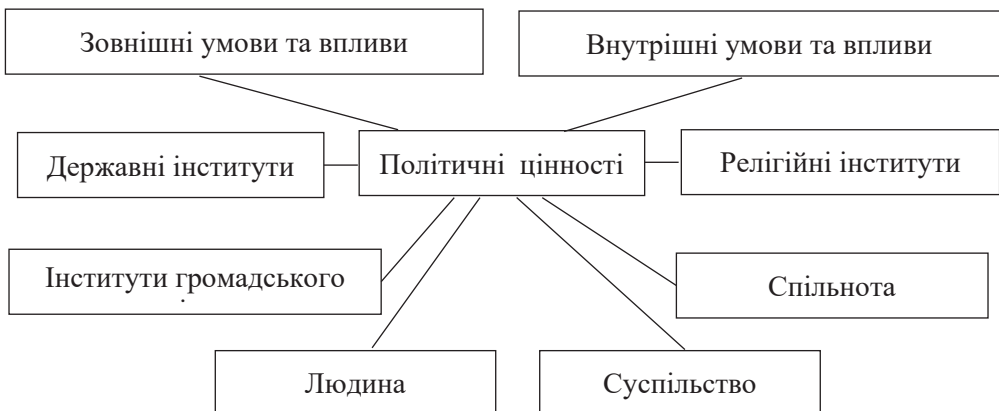 Зовнішні умови та впливи
Внутрішні умови та впливи
Державні інститути
Політичні цінності
Релігійні інститути
Інститути громадського
Спільнота
Людина
Суспільство